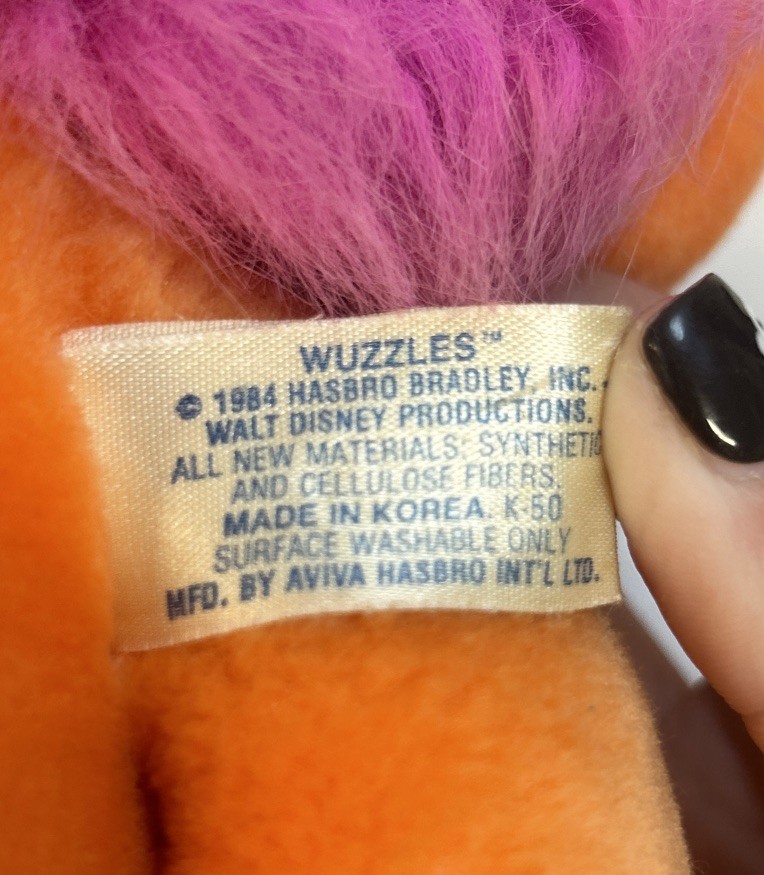 WUZZLES™
© 1984 HASBRO BRADLEY, INC.
WALT DISNEY PRODUCTIONS.
ALL NEW MATERIALS: SYNTHETIC
AND CELLULOSE FIBERS.
MADE IN KOREA. K-50
SURFACE WASHABLE ONLY
MFD. BY AVIVA HASBRO INT'L LTD.